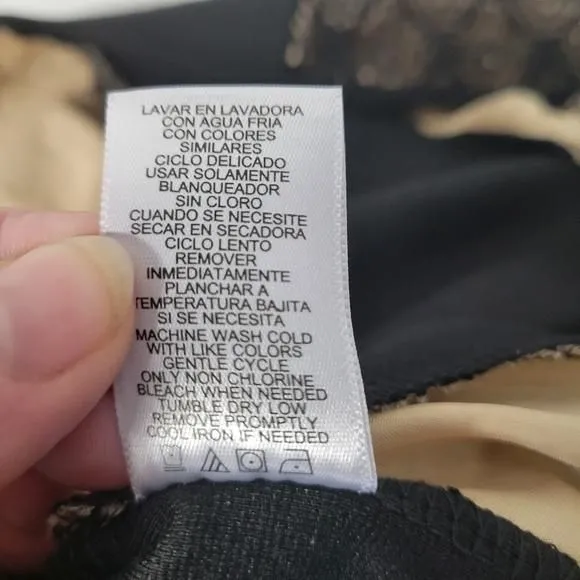 LAVAR EN LAVADORA
CON AGUA FRIA
CON COLORES
SIMILARES
CICLO DELICADO
USAR SOLAMENTE
BLANQUEADOR
SIN CLORO
CUANDO SE NECESITE
SECAR EN SECADORA
CICLO LENTO
REMOVER
INMEDIATAMENTE
PLANCHAR A
TEMPERATURA BAJITA
SI SE NECESITA
MACHINE WASH COLD
WITH LIKE COLORS
GENTLE CYCLE
ONLY NON CHLORINE
BLEACH WHEN NEEDED
TUMBLE DRY LOW
REMOVE PROMPTLY
COOL IRON IF NEEDED